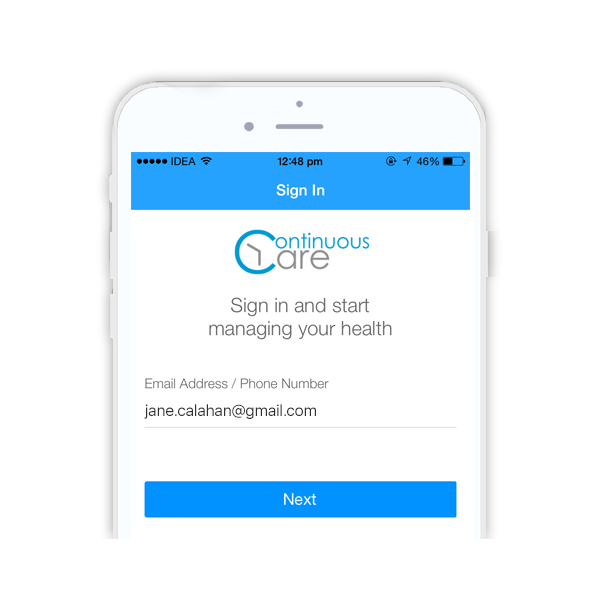 IDEA 12:48 pm 46%
Sign In
Continuous
Care
Sign in and start
managing your health
Email Address / Phone Number
jane.calahan@gmail.com
Next